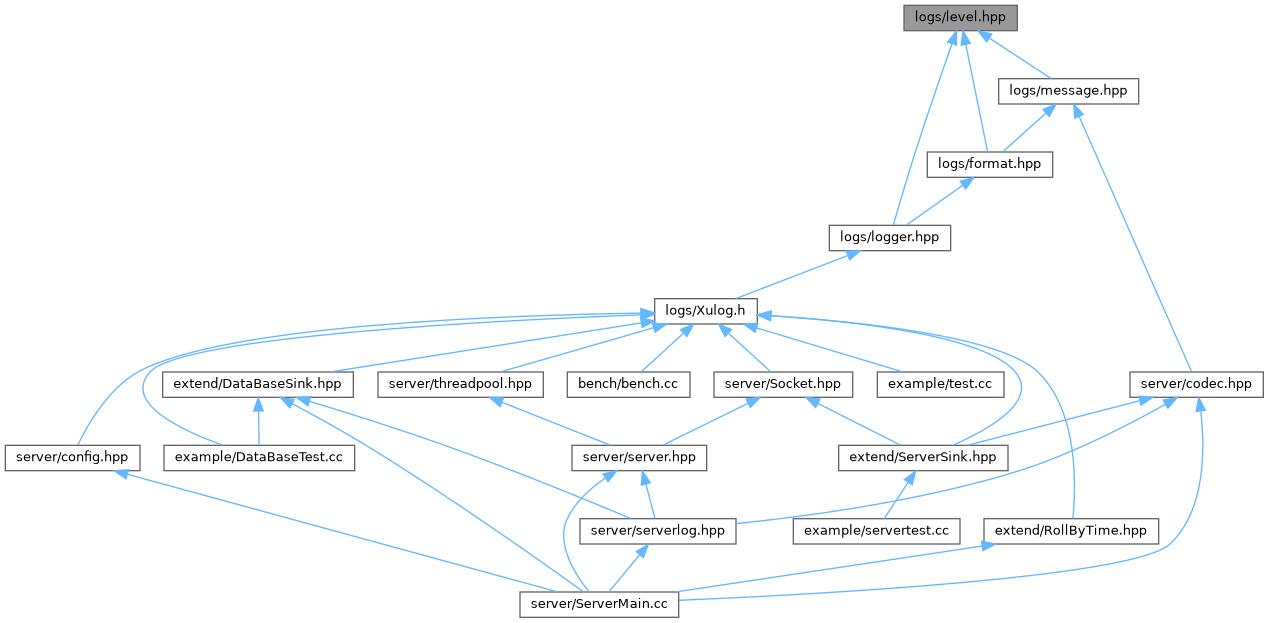 logs/level.hpp
logs/message.hpp
logs/format.hpp
logs/logger.hpp
logs/Xulog.h
extend/DataBaseSink.hpp
server/threadpool.hpp
bench/bench.cc
server/Socket.hpp
example/test.cc
server/codec.hpp
server/config.hpp
example/DataBaseTest.cc
server/server.hpp
extend/ServerSink.hpp
server/serverlog.hpp
example/servertest.cc
extend/RollByTime.hpp
server/ServerMain.cc